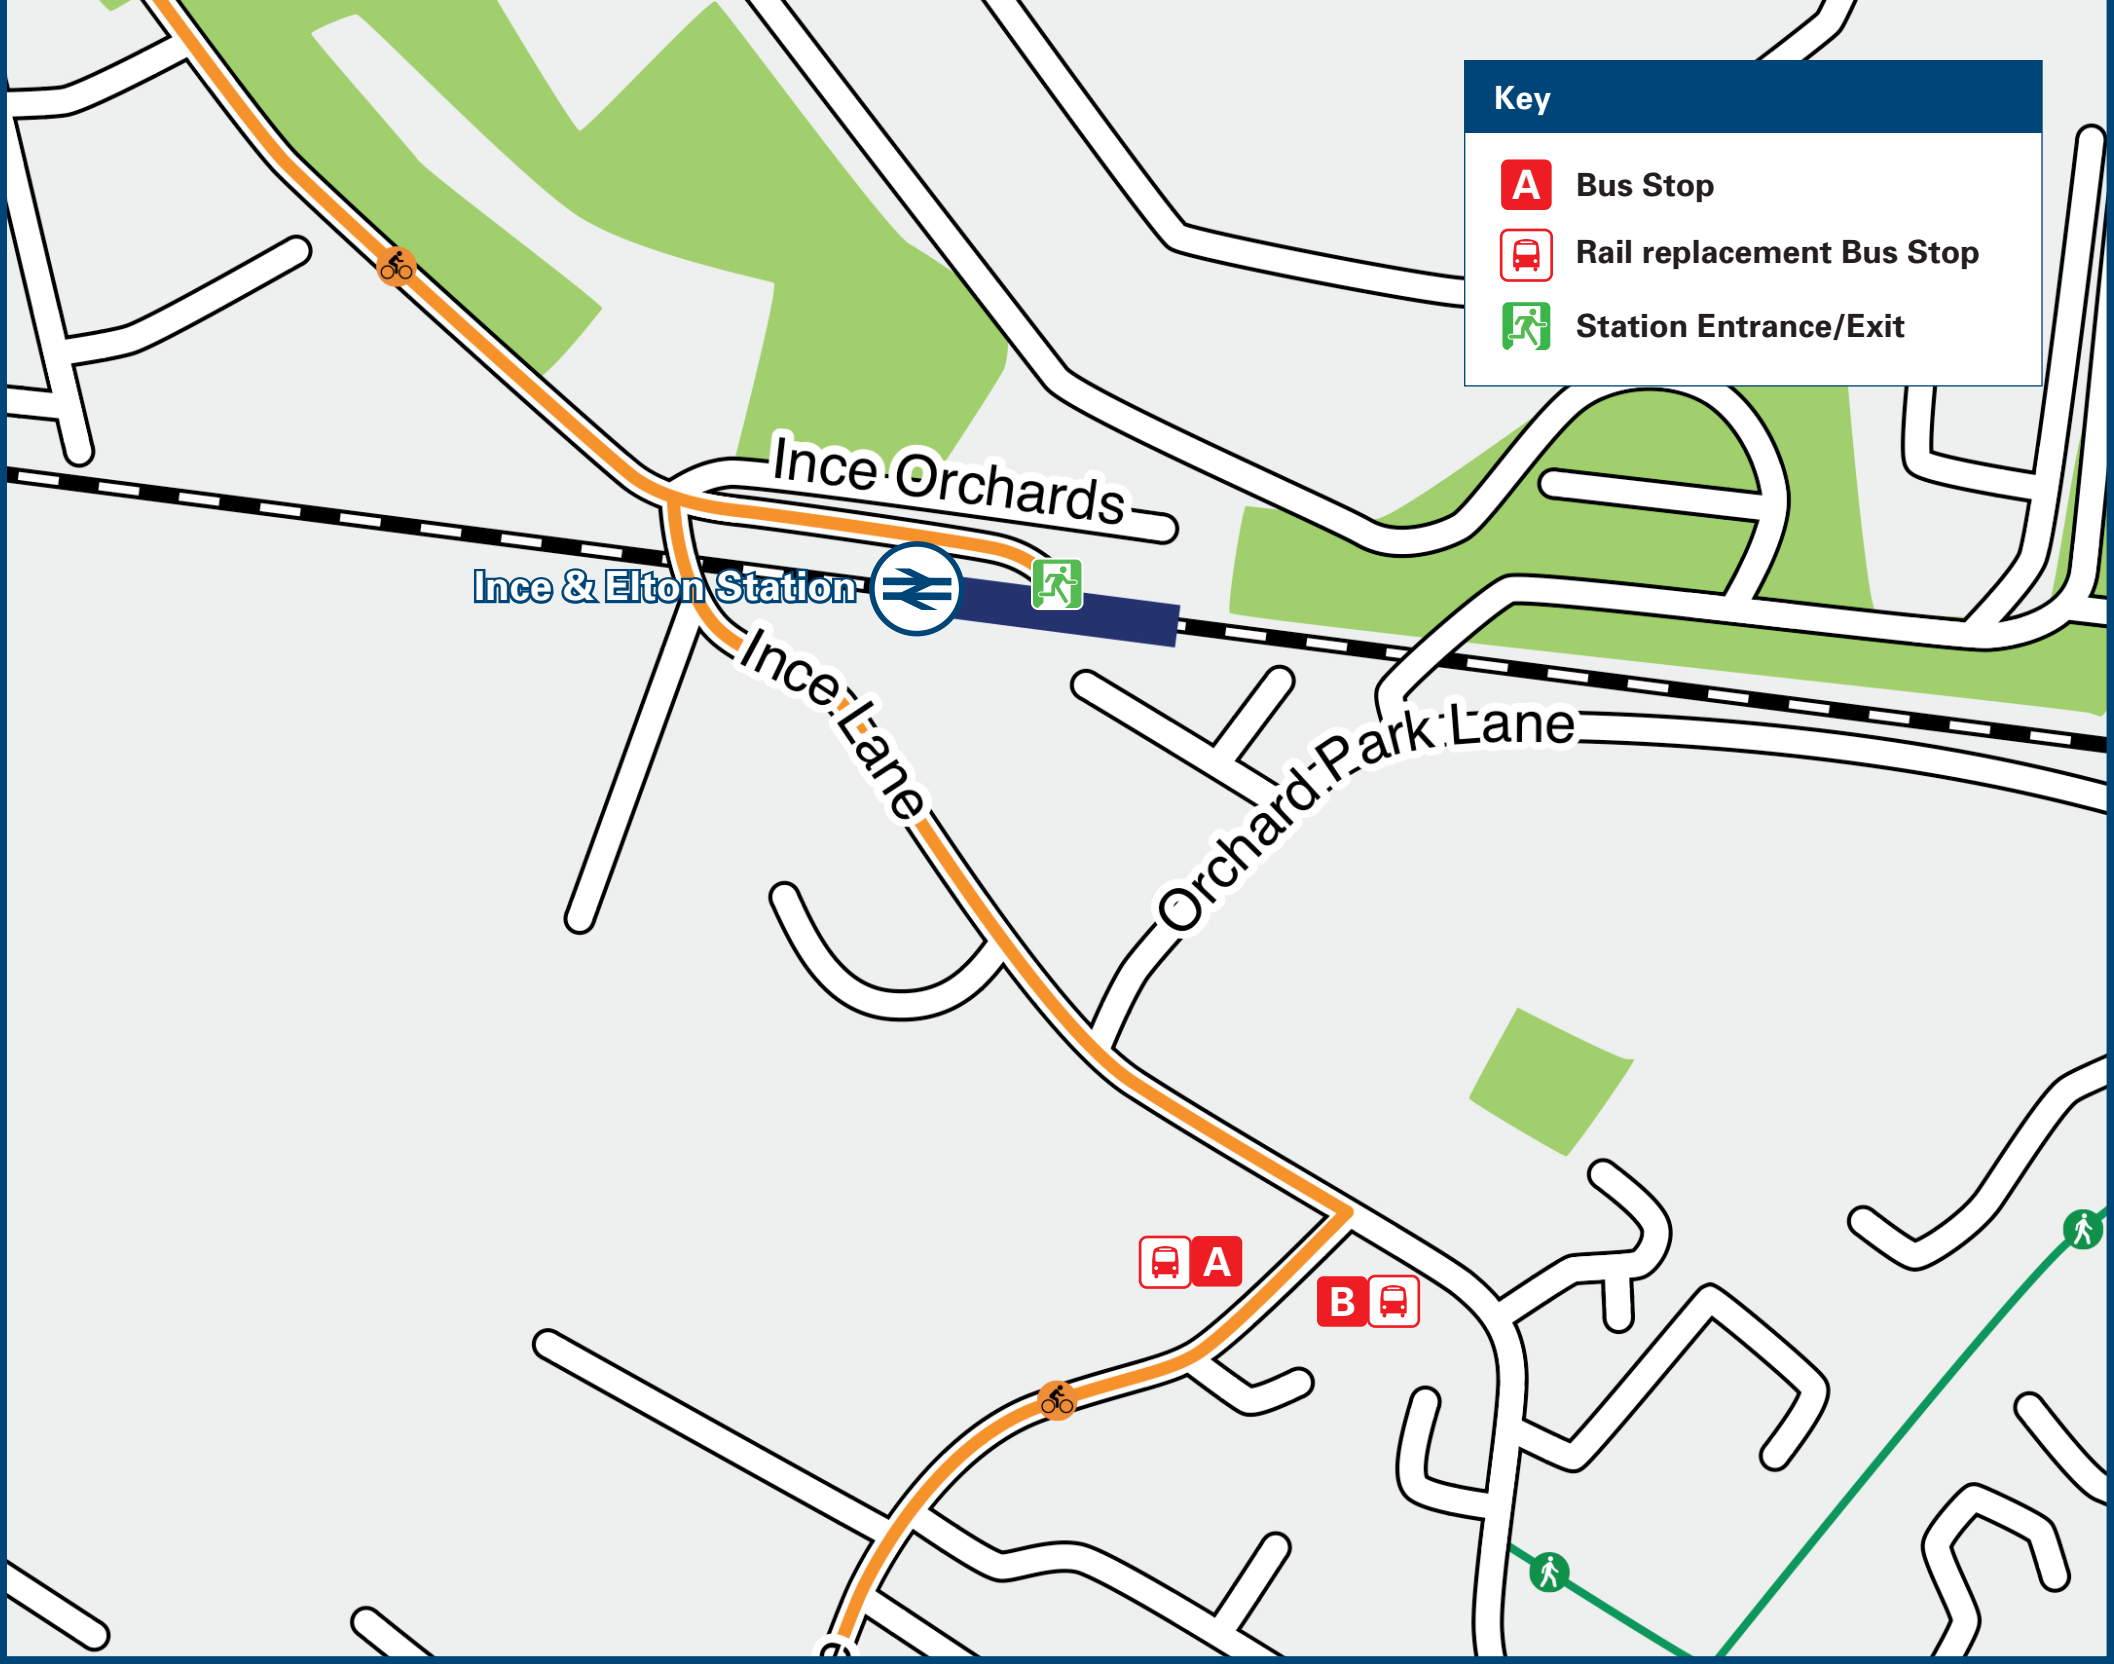 Key
A
Bus Stop
Rail replacement Bus Stop
Station Entrance/Exit
Ince Orchards
Ince & Elton Station
Ince Lane
Orchard Park Lane
A
B
e